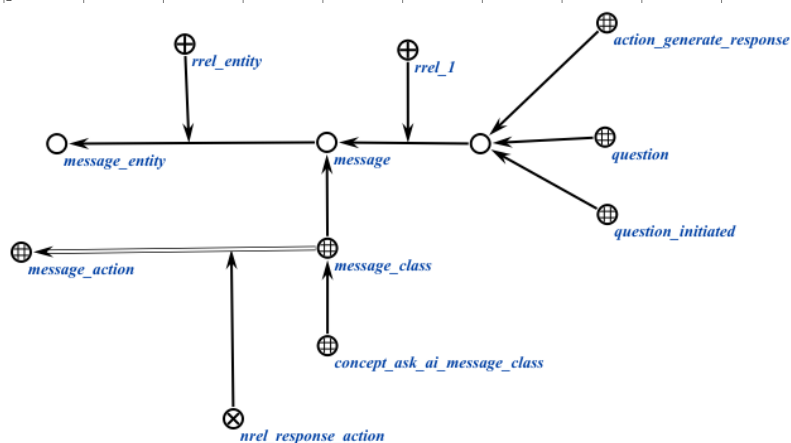 action_generate_response
rrel_entity
rrel_1
message_entity
message
question
question_initiated
message_action
message_class
concept_ask_ai_message_class
nrel_response_action